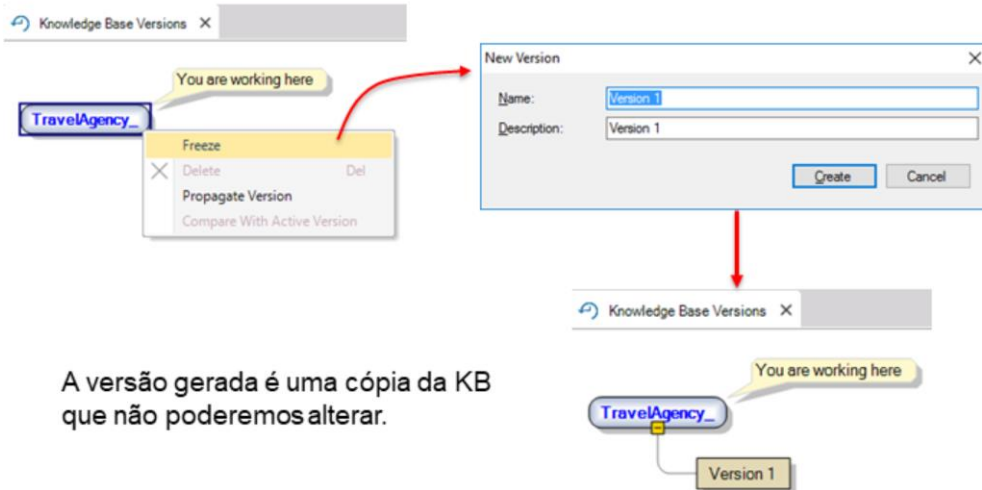 Knowledge Base Versions
You are working here
TravelAgency_
Freeze
Delete Del
Propagate Version
Compare With Active Version
New Version
Name: Version 1
Description: Version 1
Create Cancel
Knowledge Base Versions
You are working here
TravelAgency_
Version 1
A versão gerada é uma cópia da KB
que não poderemos alterar.